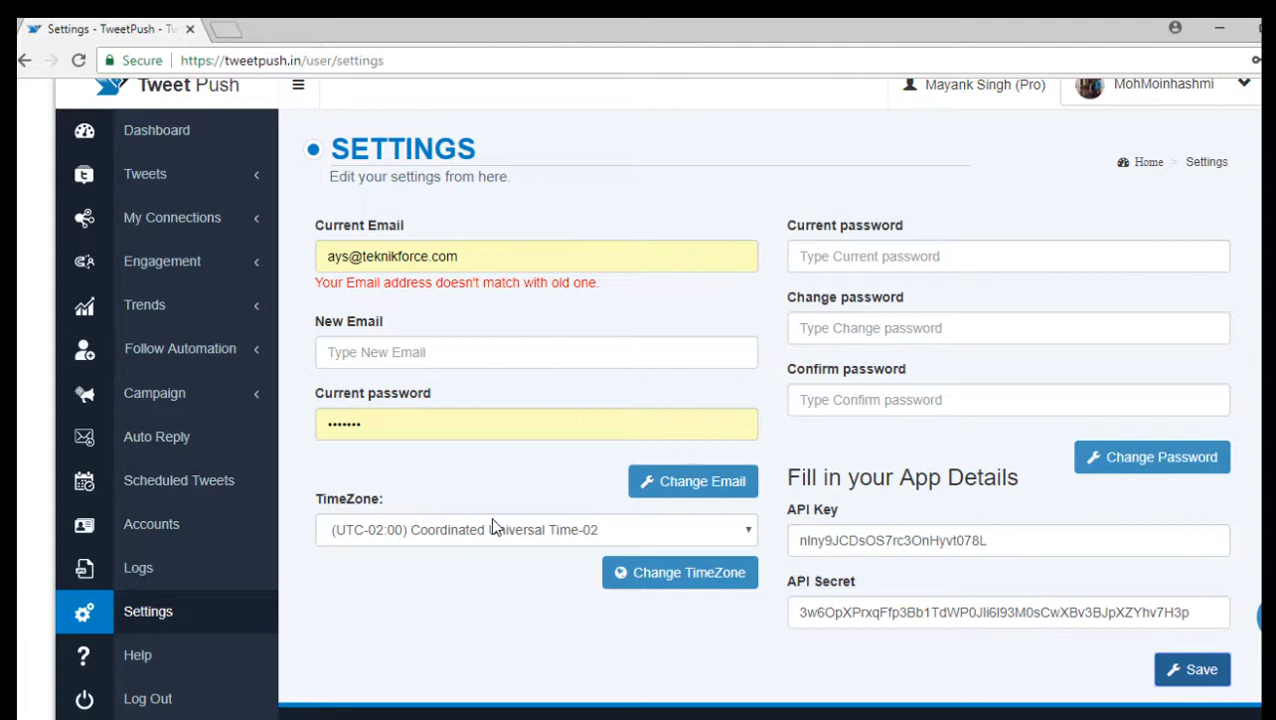 Settings - TweetPush - Tw
Secure https://tweetpush.in/user/settings
Tweet Push
Mayank Singh (Pro)
MohMoinhashmi
Dashboard
Tweets
My Connections
Engagement
Trends
Follow Automation
Campaign
Auto Reply
Scheduled Tweets
Accounts
Logs
Settings
Help
Log Out
SETTINGS
Edit your settings from here.
Home > Settings
Current Email
ays@teknikforce.com
Your Email address doesn't match with old one.
New Email
Type New Email
Current password
•••••••
Change Email
TimeZone:
(UTC-02:00) Coordinated Universal Time-02
Change TimeZone
Current password
Type Current password
Change password
Type Change password
Confirm password
Type Confirm password
Change Password
Fill in your App Details
API Key
nIny9JCDsOS7rc3OnHyvt078L
API Secret
3w6OpXPrxqFfp3Bb1TdWP0Jli6I93M0sCwXBv3BJpXZYhv7H3p
Save